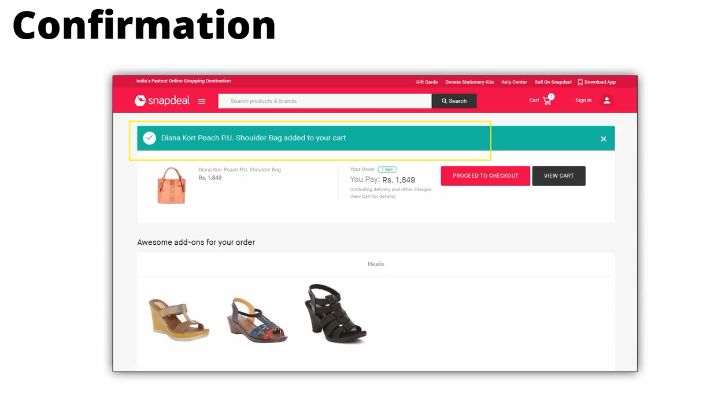 Confirmation
India's Fastest Online Shopping Destination
Gift Cards Donate Stationery Kits Help Center Sell On Snapdeal Download App
snapdeal Search products & brands Search Cart 1 Sign In
Diana Korr Peach P.U. Shoulder Bag added to your cart
Diana Korr Peach P.U. Shoulder Bag
Rs. 1,849
Your Order 1 Item
You Pay: Rs. 1,849
(Including delivery and other charges.
View Cart for details)
PROCEED TO CHECKOUT VIEW CART
Awesome add-ons for your order
Heels